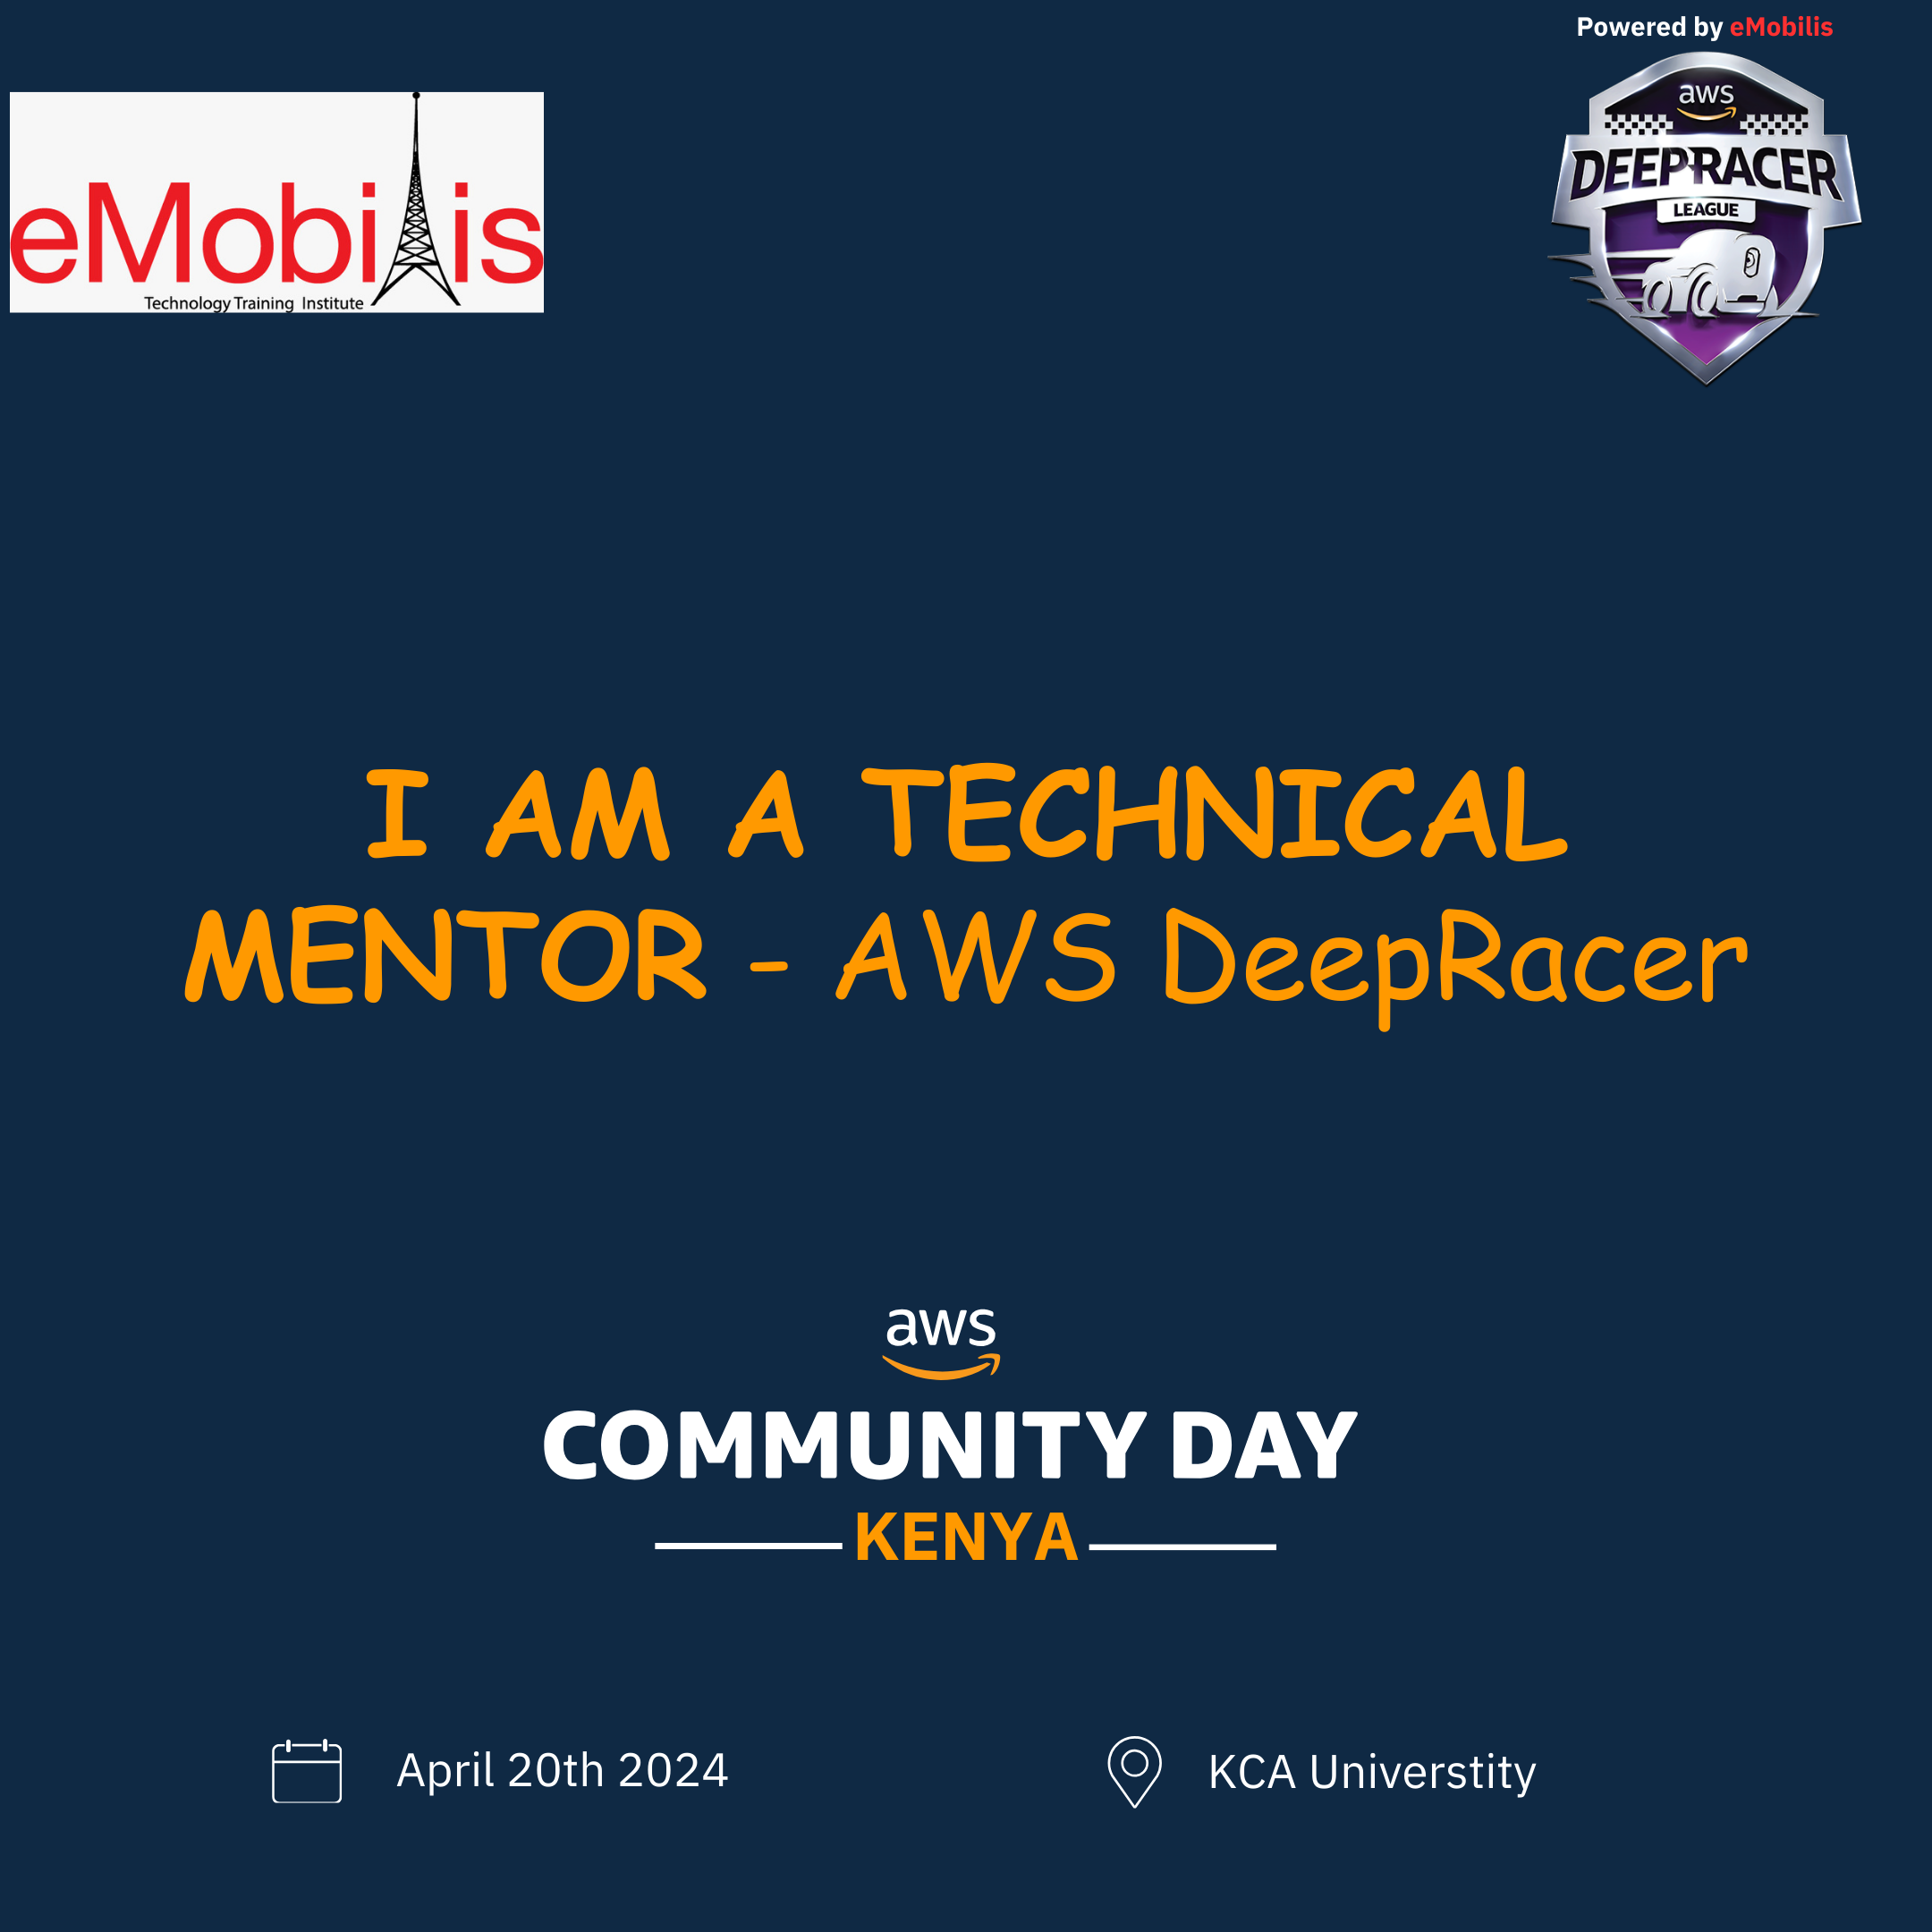 Powered by eMobilis
eMobilis
Technology Training Institute
aws
DEEPRACER
LEAGUE
I AM A TECHNICAL
MENTOR - AWS DeepRacer
aws
COMMUNITY DAY
KENYA
April 20th 2024
KCA Universtity